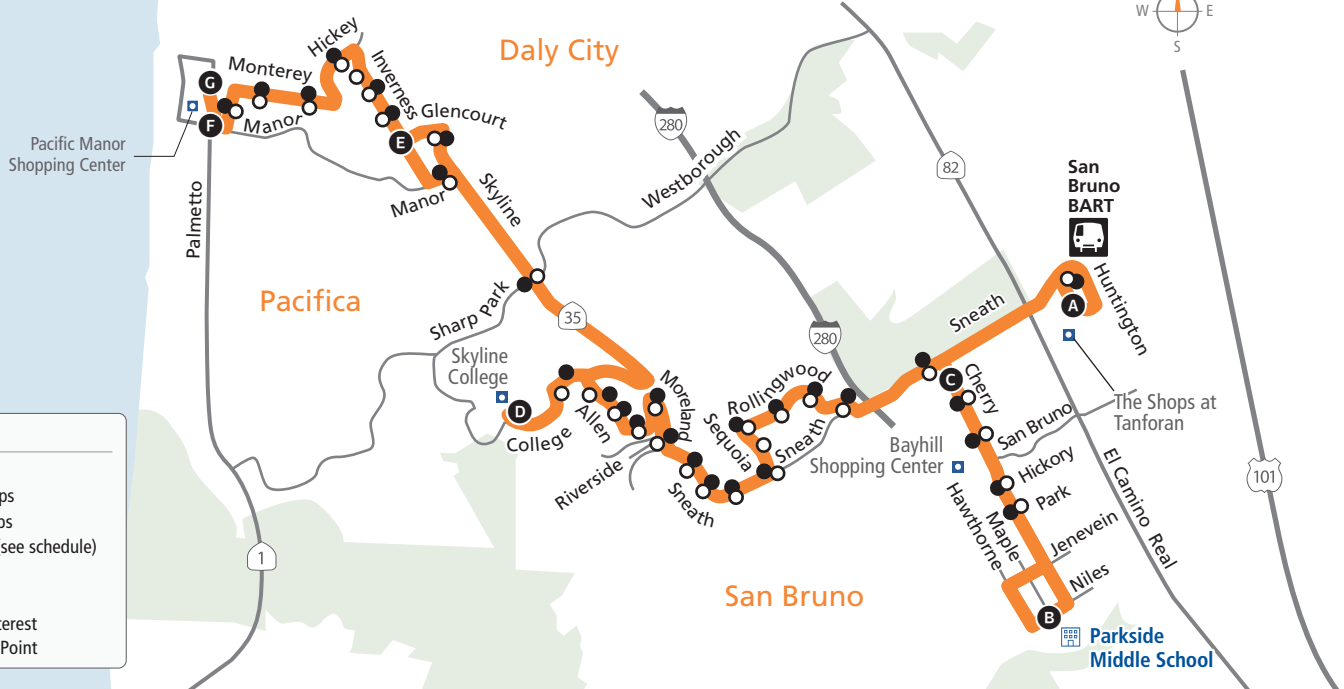 W
E
S
Daly City
Hickey
Monterey
Inverness
Glencourt
G
F
Manor
E
Pacific Manor
Shopping Center
Palmetto
Manor
Skyline
280
Westborough
82
San
Bruno
BART
Huntington
A
Pacifica
Sharp Park
35
280
Sneath
Skyline
College
D
College
Allen
Moreland
Rollingwood
Sequoia
Sneath
C
Cherry
The Shops at
Tanforan
San Bruno
Bayhill
Shopping Center
Riverside
Sneath
Hickory
Park
Hawthorne
Maple
Jenevein
Niles
El Camino Real
101
1
San Bruno
B
Parkside
Middle School
ps
ps
(see schedule)
terest
Point